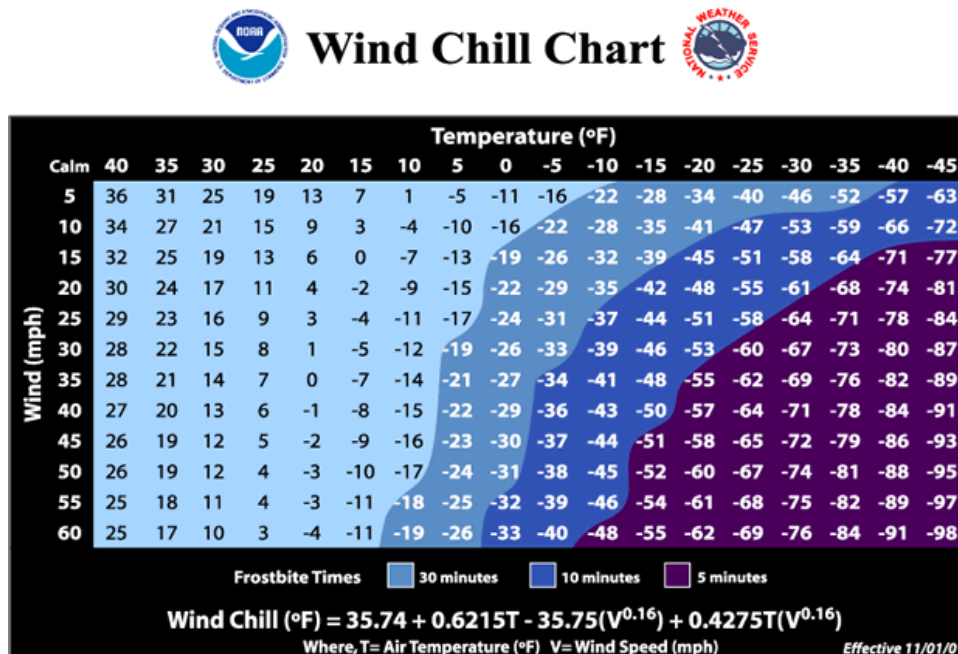 NOAA
Wind Chill Chart
NATIONAL WEATHER SERVICE
Temperature (ºF)
Calm 40 35 30 25 20 15 10 5 0 -5 -10 -15 -20 -25 -30 -35 -40 -45
Wind (mph)
5 36 31 25 19 13 7 1 -5 -11 -16 -22 -28 -34 -40 -46 -52 -57 -63
10 34 27 21 15 9 3 -4 -10 -16 -22 -28 -35 -41 -47 -53 -59 -66 -72
15 32 25 19 13 6 0 -7 -13 -19 -26 -32 -39 -45 -51 -58 -64 -71 -77
20 30 24 17 11 4 -2 -9 -15 -22 -29 -35 -42 -48 -55 -61 -68 -74 -81
25 29 23 16 9 3 -4 -11 -17 -24 -31 -37 -44 -51 -58 -64 -71 -78 -84
30 28 22 15 8 1 -5 -12 -19 -26 -33 -39 -46 -53 -60 -67 -73 -80 -87
35 28 21 14 7 0 -7 -14 -21 -27 -34 -41 -48 -55 -62 -69 -76 -82 -89
40 27 20 13 6 -1 -8 -15 -22 -29 -36 -43 -50 -57 -64 -71 -78 -84 -91
45 26 19 12 5 -2 -9 -16 -23 -30 -37 -44 -51 -58 -65 -72 -79 -86 -93
50 26 19 12 4 -3 -10 -17 -24 -31 -38 -45 -52 -60 -67 -74 -81 -88 -95
55 25 18 11 4 -3 -11 -18 -25 -32 -39 -46 -54 -61 -68 -75 -82 -89 -97
60 25 17 10 3 -4 -11 -19 -26 -33 -40 -48 -55 -62 -69 -76 -84 -91 -98
Frostbite Times 30 minutes 10 minutes 5 minutes
Wind Chill (ºF) = 35.74 + 0.6215T - 35.75(V0.16) + 0.4275T(V0.16)
Where, T= Air Temperature (ºF) V= Wind Speed (mph) Effective 11/01/0